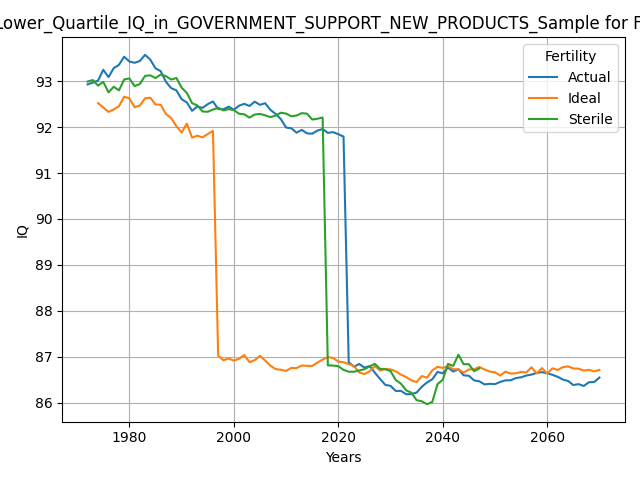 Lower_Quartile_IQ_in_GOVERNMENT_SUPPORT_NEW_PRODUCTS_Sample for F
Fertility
Actual
Ideal
Sterile
IQ
93
92
91
90
89
88
87
86
1980
2000
2020
2040
2060
Years